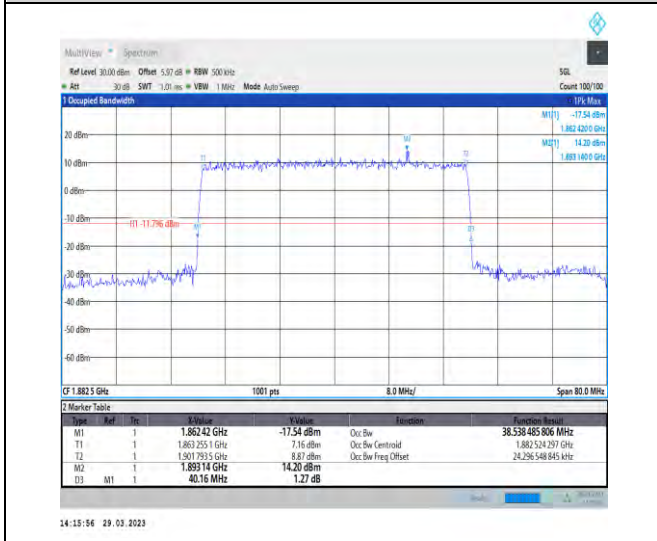 MultiView Spectrum
Ref Level 30.00 dBm Offset 5.97 dB RBW 500 kHz SGL
Att 30 dB SWT 1.01 ms VBW 1 MHz Mode Auto Sweep Count 100/100
1 Occupied Bandwidth 1Pk Max
M1[1] -17.54 dBm
1.862 420 0 GHz
M2[1] 14.20 dBm
1.893 140 0 GHz
20 dBm
M2
T1
T2
10 dBm
0 dBm
-10 dBm
H1 -11.796 dBm
M1
D3
-20 dBm
-30 dBm
-40 dBm
-50 dBm
-60 dBm
CF 1.882 5 GHz 1001 pts 8.0 MHz/ Span 80.0 MHz
2 Marker Table
Type Ref Trc X-Value Y-Value Function Function Result
M1 1 1.862 42 GHz -17.54 dBm Occ Bw 38.538 485 806 MHz
T1 1 1.863 255 1 GHz 7.16 dBm Occ Bw Centroid 1.882 524 297 GHz
T2 1 1.901 793 5 GHz 8.87 dBm Occ Bw Freq Offset 24.296 548 845 kHz
M2 1 1.893 14 GHz 14.20 dBm
D3 M1 1 40.16 MHz 1.27 dB
14:15:56 29.03.2023